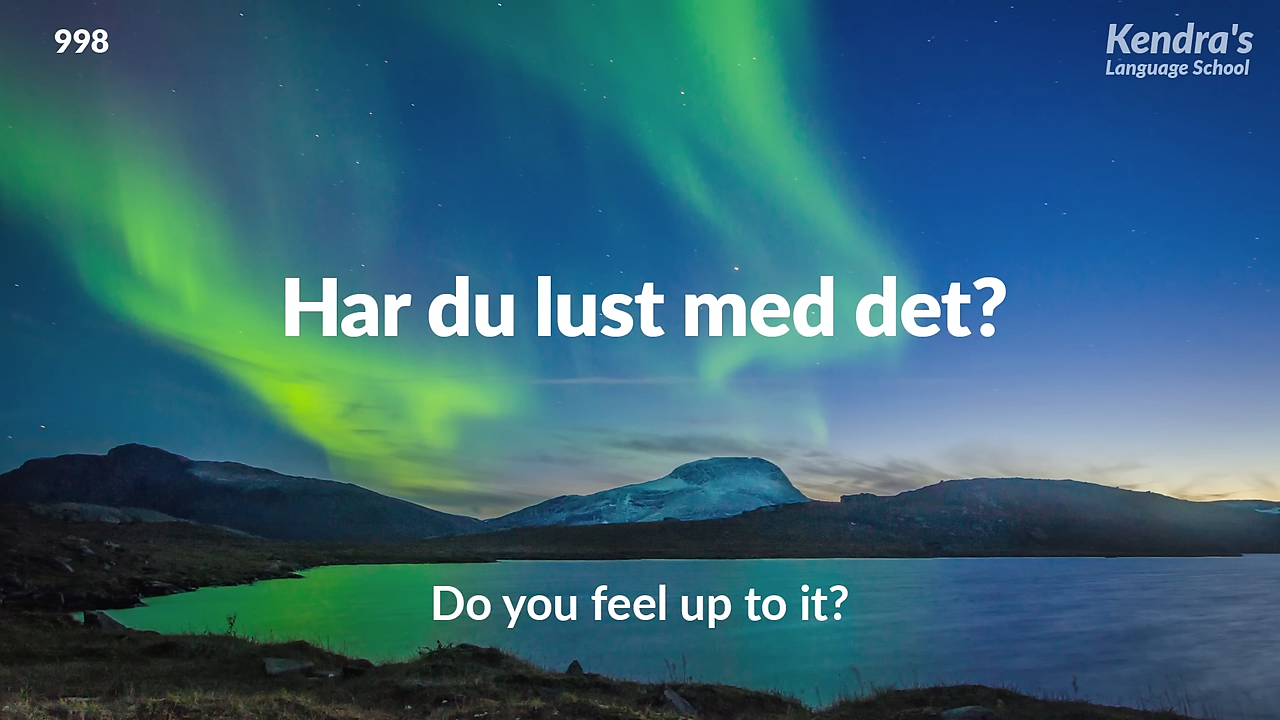 998
Kendra's
Language School
Har du lust med det?
Do you feel up to it?